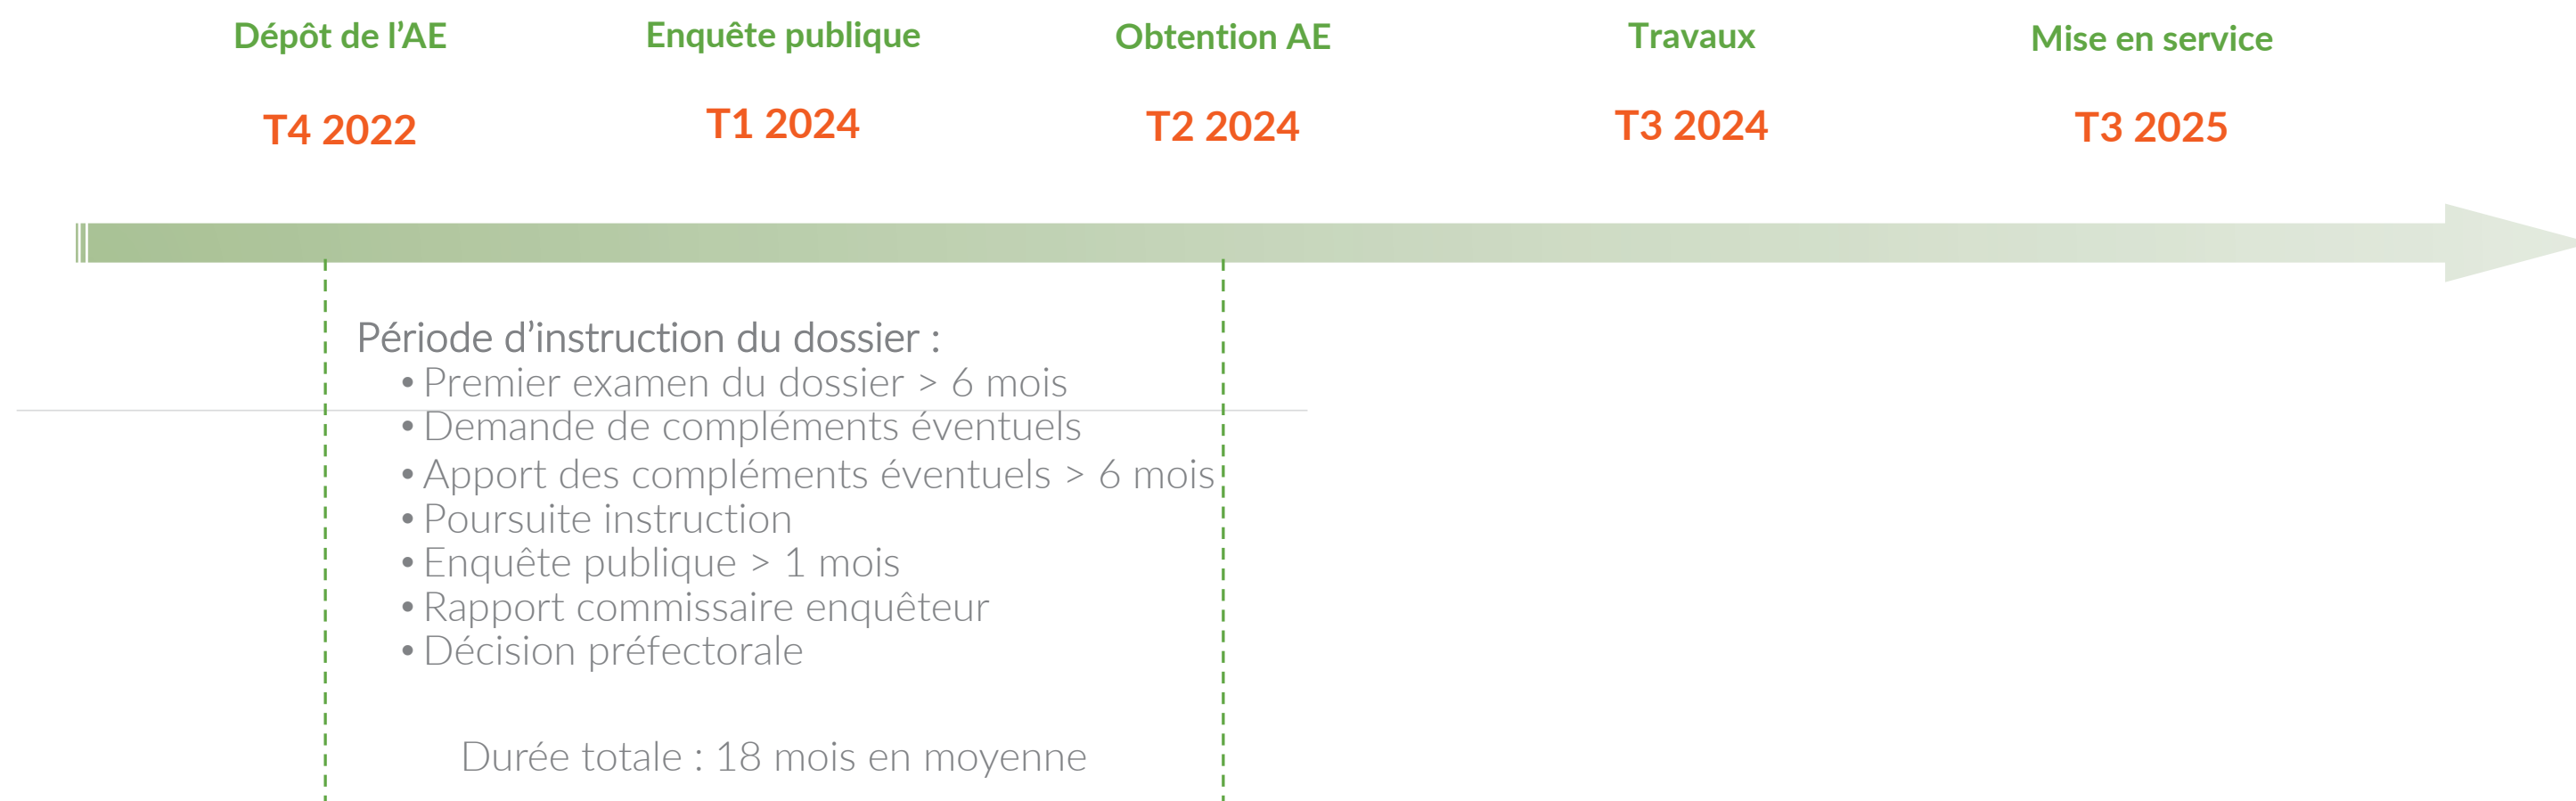 Dépôt de l’AE
Enquête publique
Obtention AE
Travaux
Mise en service
T4 2022
T1 2024
T2 2024
T3 2024
T3 2025
Période d’instruction du dossier :
• Premier examen du dossier > 6 mois
• Demande de compléments éventuels
• Apport des compléments éventuels > 6 mois
• Poursuite instruction
• Enquête publique > 1 mois
• Rapport commissaire enquêteur
• Décision préfectorale
Durée totale : 18 mois en moyenne